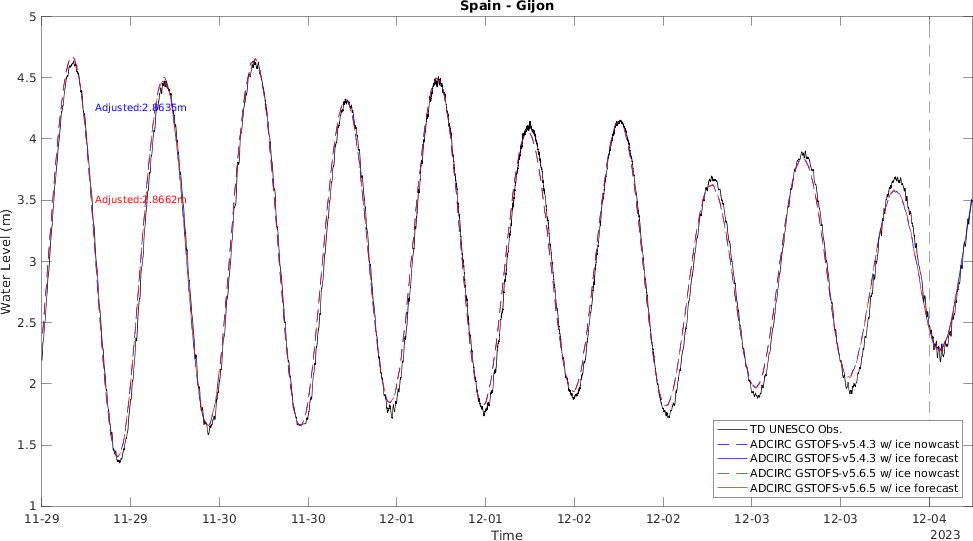 Spain - Gijon
5
4.5
4
3.5
3
2.5
2
1.5
1
Water Level (m)
Adjusted:2.8635m
Adjusted:2.8662m
TD UNESCO Obs.
ADCIRC GSTOFS-v5.4.3 w/ ice nowcast
ADCIRC GSTOFS-v5.4.3 w/ ice forecast
ADCIRC GSTOFS-v5.6.5 w/ ice nowcast
ADCIRC GSTOFS-v5.6.5 w/ ice forecast
11-29 11-29 11-30 11-30 12-01 12-01 12-02 12-02 12-03 12-03 12-04
Time
2023